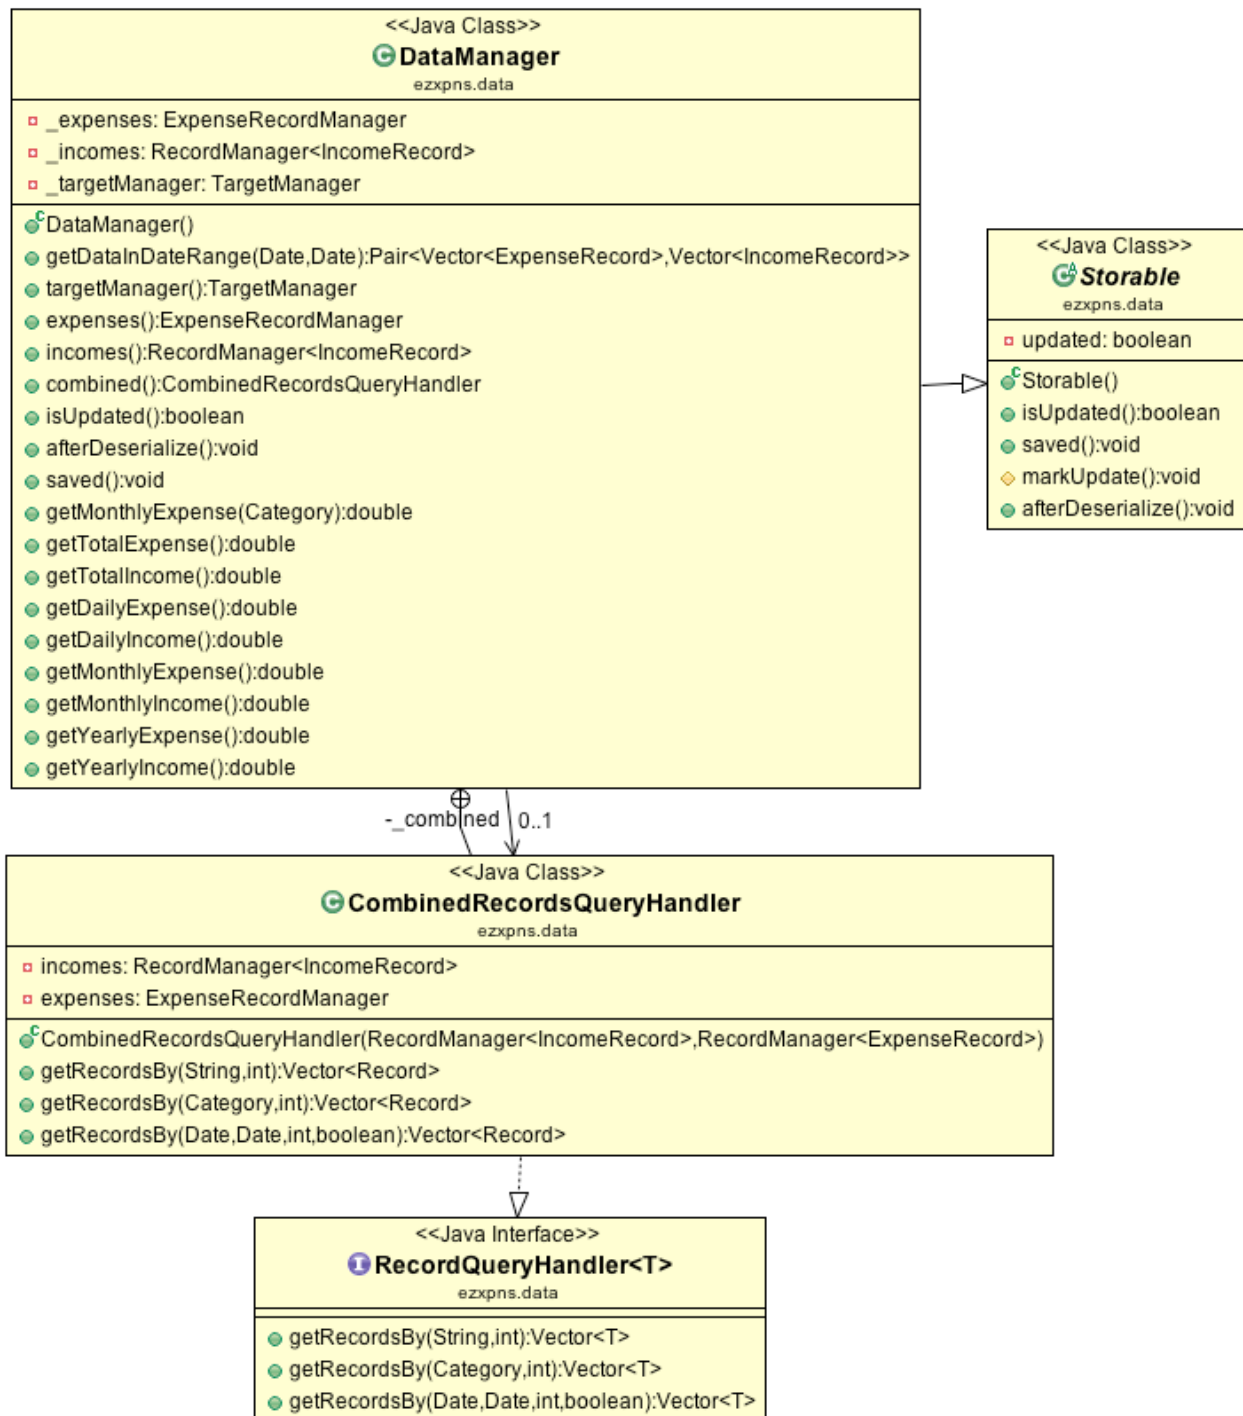 <<Java Class>>
DataManager
ezxpns.data
_expenses: ExpenseRecordManager
_incomes: RecordManager<IncomeRecord>
_targetManager: TargetManager
DataManager()
getDataInDateRange(Date,Date):Pair<Vector<ExpenseRecord>,Vector<IncomeRecord>>
targetManager():TargetManager
expenses():ExpenseRecordManager
incomes():RecordManager<IncomeRecord>
combined():CombinedRecordsQueryHandler
isUpdated():boolean
afterDeserialize():void
saved():void
getMonthlyExpense(Category):double
getTotalExpense():double
getTotalIncome():double
getDailyExpense():double
getDailyIncome():double
getMonthlyExpense():double
getMonthlyIncome():double
getYearlyExpense():double
getYearlyIncome():double
<<Java Class>>
Storable
ezxpns.data
updated: boolean
Storable()
isUpdated():boolean
saved():void
markUpdate():void
afterDeserialize():void
-_combined 0..1
<<Java Class>>
CombinedRecordsQueryHandler
ezxpns.data
incomes: RecordManager<IncomeRecord>
expenses: ExpenseRecordManager
CombinedRecordsQueryHandler(RecordManager<IncomeRecord>,RecordManager<ExpenseRecord>)
getRecordsBy(String,int):Vector<Record>
getRecordsBy(Category,int):Vector<Record>
getRecordsBy(Date,Date,int,boolean):Vector<Record>
<<Java Interface>>
RecordQueryHandler<T>
ezxpns.data
getRecordsBy(String,int):Vector<T>
getRecordsBy(Category,int):Vector<T>
getRecordsBy(Date,Date,int,boolean):Vector<T>